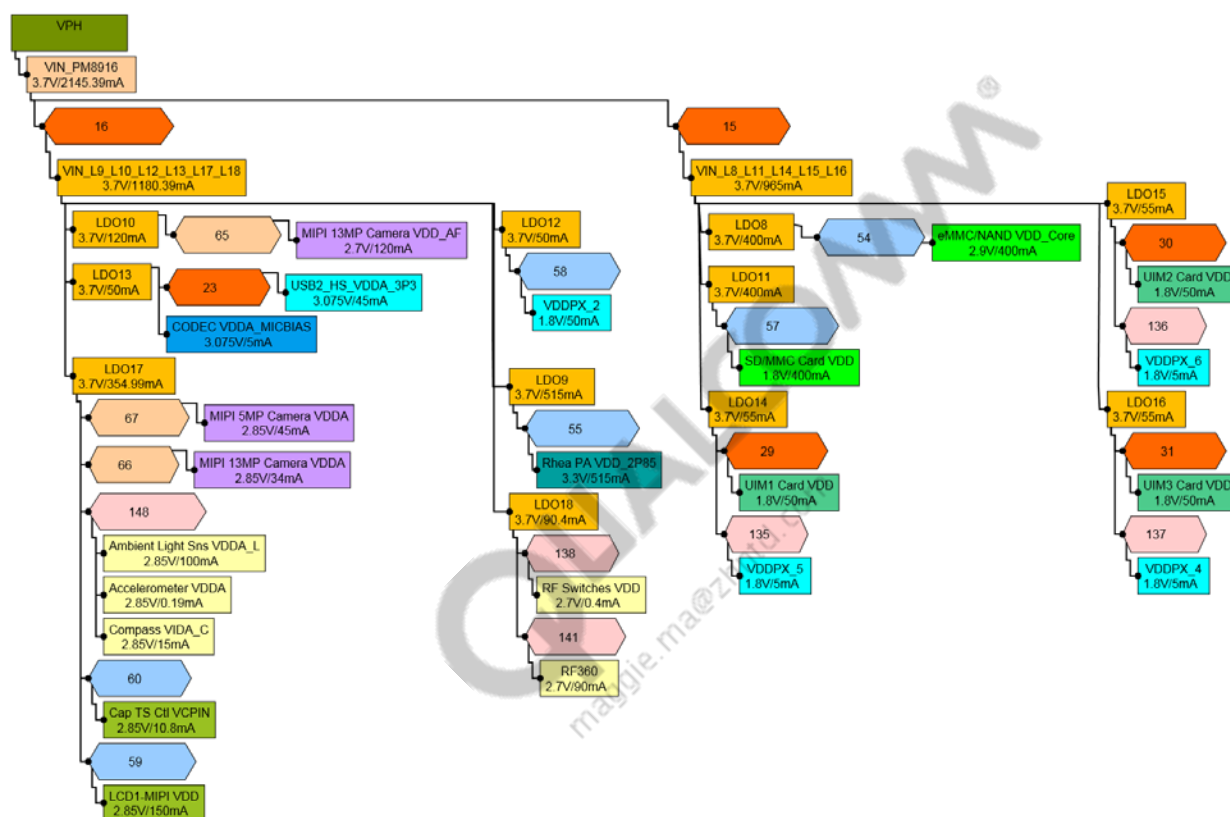 VPH
VIN_PM8916
3.7V/2145.39mA
16
VIN_L9_L10_L12_L13_L17_L18
3.7V/1180.39mA
LDO10
3.7V/120mA
65
MIPI 13MP Camera VDD_AF
2.7V/120mA
LDO13
3.7V/50mA
23
USB2_HS_VDDA_3P3
3.075V/45mA
CODEC VDDA_MICBIAS
3.075V/5mA
LDO17
3.7V/354.99mA
67
MIPI 5MP Camera VDDA
2.85V/45mA
66
MIPI 13MP Camera VDDA
2.85V/34mA
148
Ambient Light Sns VDDA_L
2.85V/100mA
Accelerometer VDDA
2.85V/0.19mA
Compass VIDA_C
2.85V/15mA
60
Cap TS Ctl VCPIN
2.85V/10.8mA
59
LCD1-MIPI VDD
2.85V/150mA
LDO12
3.7V/50mA
58
VDDPX_2
1.8V/50mA
LDO9
3.7V/515mA
55
Rhea PA VDD_2P85
3.3V/515mA
LDO18
3.7V/90.4mA
138
RF Switches VDD
2.7V/0.4mA
141
RF360
2.7V/90mA
15
VIN_L8_L11_L14_L15_L16
3.7V/965mA
LDO8
3.7V/400mA
54
eMMC/NAND VDD_Core
2.9V/400mA
LDO11
3.7V/400mA
57
SD/MMC Card VDD
1.8V/400mA
LDO14
3.7V/55mA
29
UIM1 Card VDD
1.8V/50mA
135
VDDPX_5
1.8V/5mA
LDO15
3.7V/55mA
30
UIM2 Card VDD
1.8V/50mA
136
VDDPX_6
1.8V/5mA
LDO16
3.7V/55mA
31
UIM3 Card VDD
1.8V/50mA
137
VDDPX_4
1.8V/5mA
QUALCOMM®